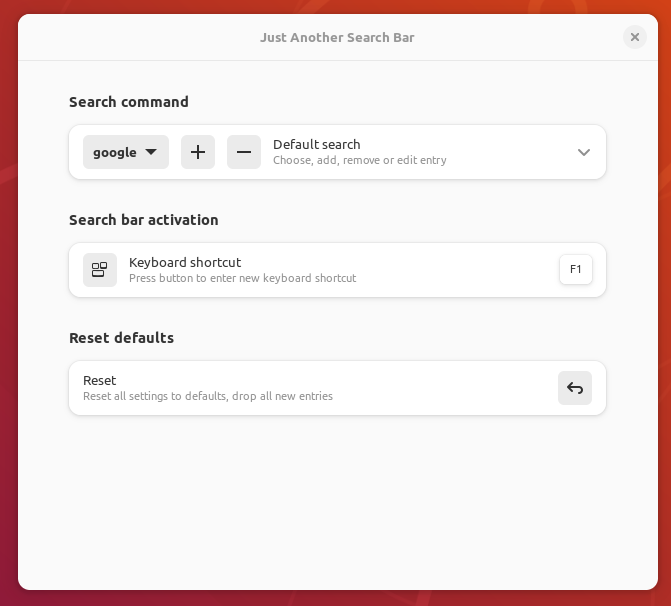 Just Another Search Bar
Search command
google
Default search
Choose, add, remove or edit entry
Search bar activation
Keyboard shortcut
Press button to enter new keyboard shortcut
F1
Reset defaults
Reset
Reset all settings to defaults, drop all new entries